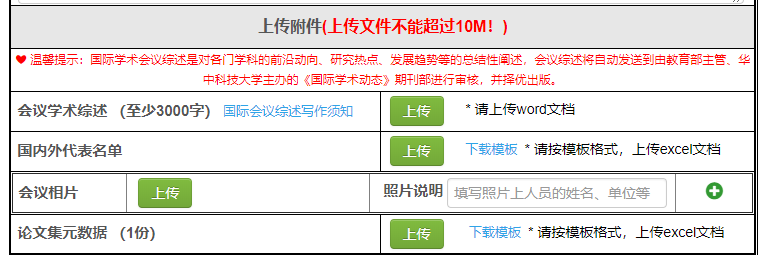 上传附件(上传文件不能超过10M！)
温馨提示：国际学术会议综述是对各门学科的前沿动向、研究热点、发展趋势等的总结性阐述，会议综述将自动发送到由教育部主管、华
中科技大学主办的《国际学术动态》期刊部进行审核，并择优出版。
会议学术综述 (至少3000字) 国际会议综述写作须知 上传 * 请上传word文档
国内外代表名单 上传 下载模板 * 请按模板格式，上传excel文档
会议相片 上传 照片说明 填写照片上人员的姓名、单位等
论文集元数据 (1份) 上传 下载模板 * 请按模板格式，上传excel文档